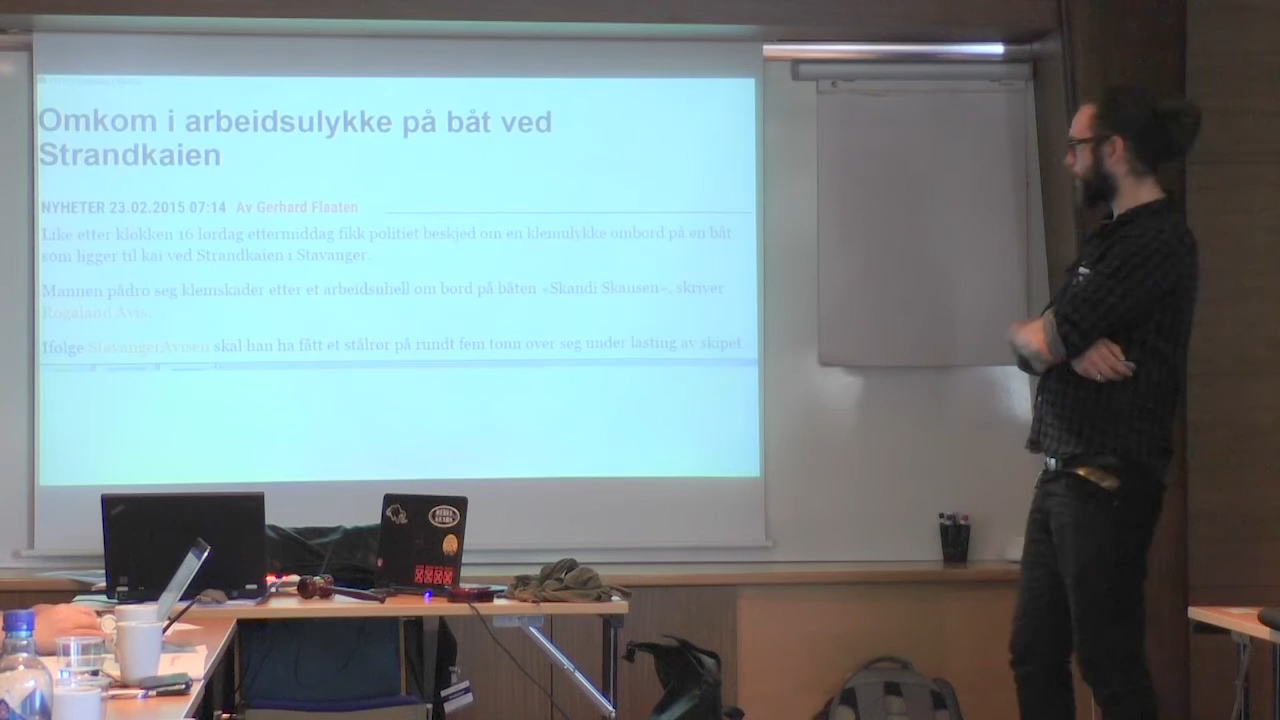 Omkom i arbeidsulykke på båt ved
Strandkaien
NYHETER 23.02.2015 07:14 Av Gerhard Flaaten
Like etter klokken 16 lørdag ettermiddag fikk politiet beskjed om en klemulykke ombord på en båt
som ligger til kai ved Strandkaien i Stavanger.
Mannen pådro seg klemskader etter et arbeidsuhell om bord på båten «Skandi Skansen», skriver
Rogaland Avis.
Ifølge StavangerAvisen skal han ha fått et stålrør på rundt fem tonn over seg under lasting av skipet.